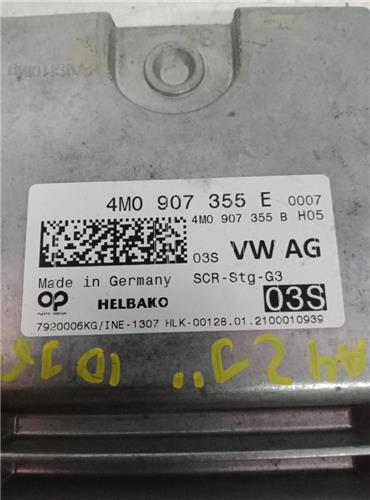 4M0 907 355 E 0007
4M0 907 355 B H05
03S VW AG
Made in Germany SCR-Stg-G3
HELBAKO 03S
7920006KG/INE-1307 HLK-00128.01.2100010939